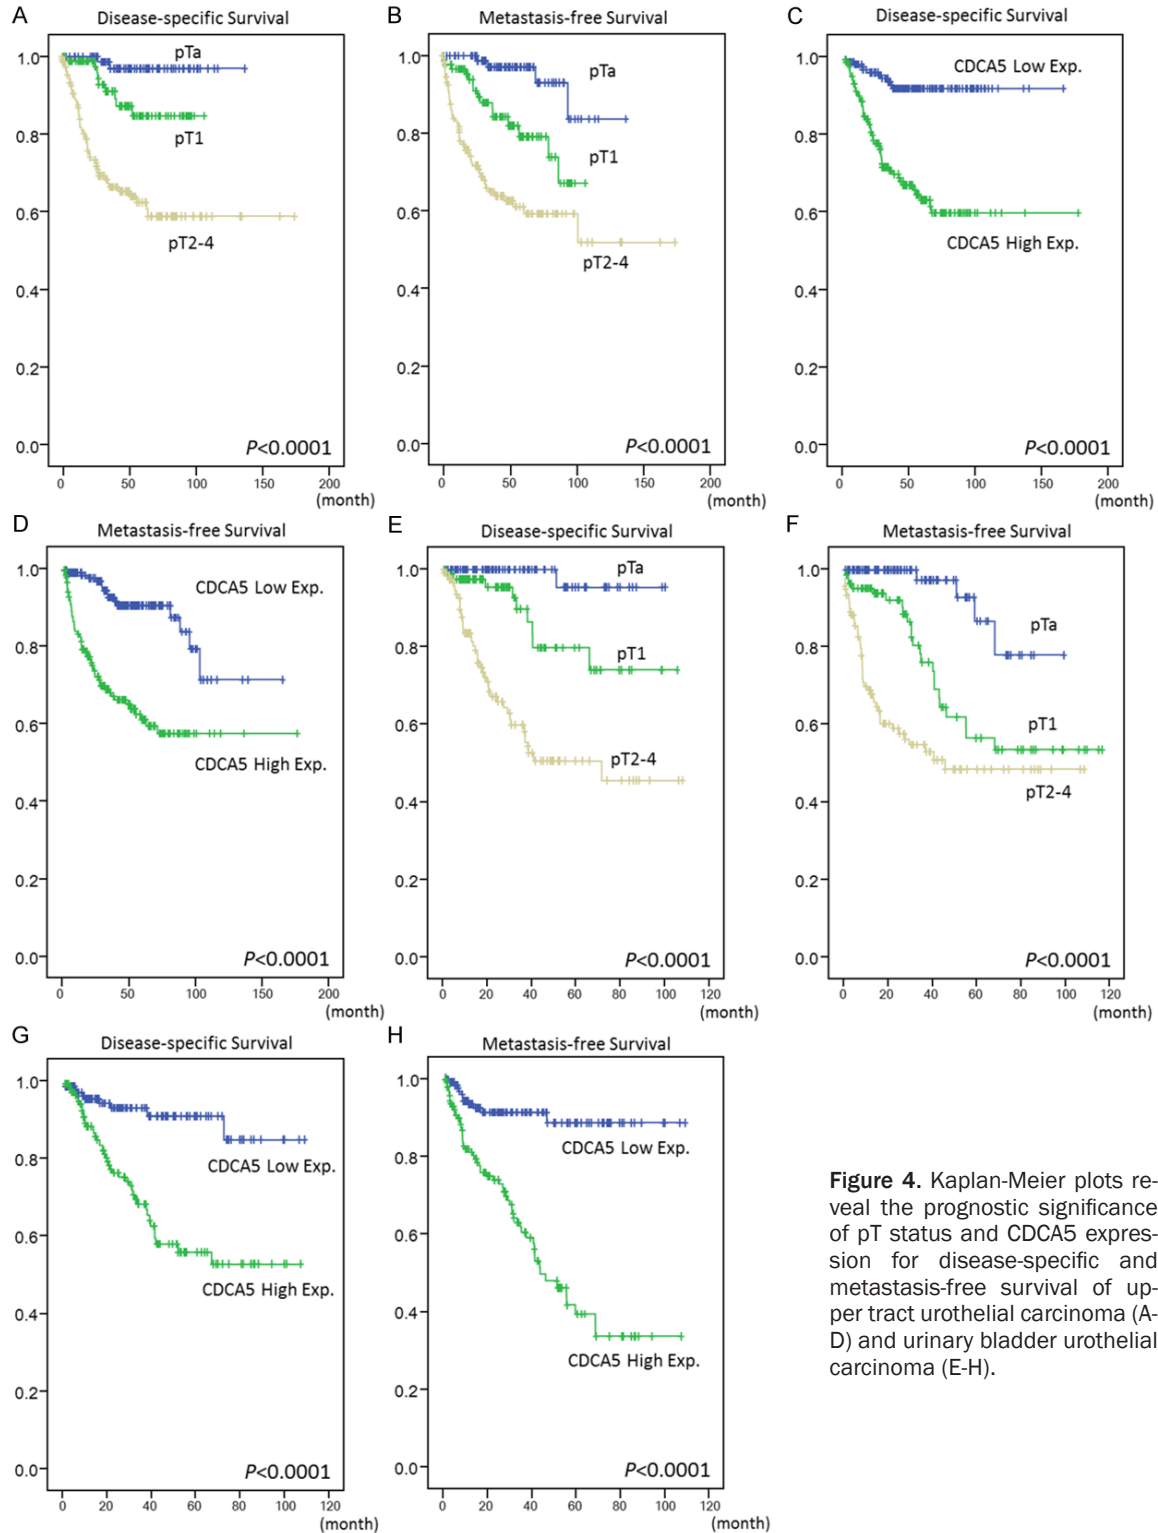 A
Disease-specific Survival
1.0
0.8
0.6
0.4
0.2
0.0
pTa
pT1
pT2-4
P<0.0001
0 50 100 150 200
(month)
B
Metastasis-free Survival
1.0
0.8
0.6
0.4
0.2
0.0
pTa
pT1
pT2-4
P<0.0001
0 50 100 150 200
(month)
C
Disease-specific Survival
1.0
0.8
0.6
0.4
0.2
0.0
CDCA5 Low Exp.
CDCA5 High Exp.
P<0.0001
0 50 100 150 200
(month)
D
Metastasis-free Survival
1.0
0.8
0.6
0.4
0.2
0.0
CDCA5 Low Exp.
CDCA5 High Exp.
P<0.0001
0 50 100 150 200
(month)
E
Disease-specific Survival
1.0
0.8
0.6
0.4
0.2
0.0
pTa
pT1
pT2-4
P<0.0001
0 20 40 60 80 100 120
(month)
F
Metastasis-free Survival
1.0
0.8
0.6
0.4
0.2
0.0
pTa
pT1
pT2-4
P<0.0001
0 20 40 60 80 100 120
(month)
G
Disease-specific Survival
1.0
0.8
0.6
0.4
0.2
0.0
CDCA5 Low Exp.
CDCA5 High Exp.
P<0.0001
0 20 40 60 80 100 120
(month)
H
Metastasis-free Survival
1.0
0.8
0.6
0.4
0.2
0.0
CDCA5 Low Exp.
CDCA5 High Exp.
P<0.0001
0 20 40 60 80 100 120
(month)
Figure 4. Kaplan-Meier plots re-
veal the prognostic significance
of pT status and CDCA5 expres-
sion for disease-specific and
metastasis-free survival of up-
per tract urothelial carcinoma (A-
D) and urinary bladder urothelial
carcinoma (E-H).